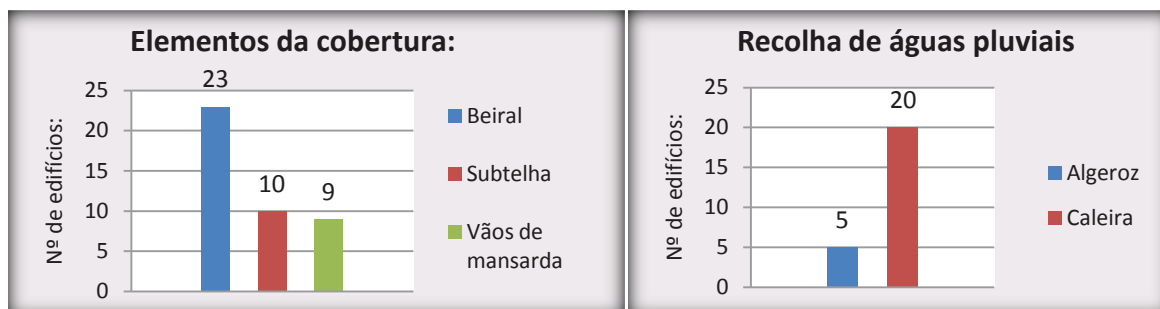 Elementos da cobertura:
Nº de edifícios:
25
20
15
10
5
0
23
10
9
Beiral
Subtelha
Vãos de
mansarda
Recolha de águas pluviais
Nº de edifícios:
25
20
15
10
5
0
5
20
Algeroz
Caleira